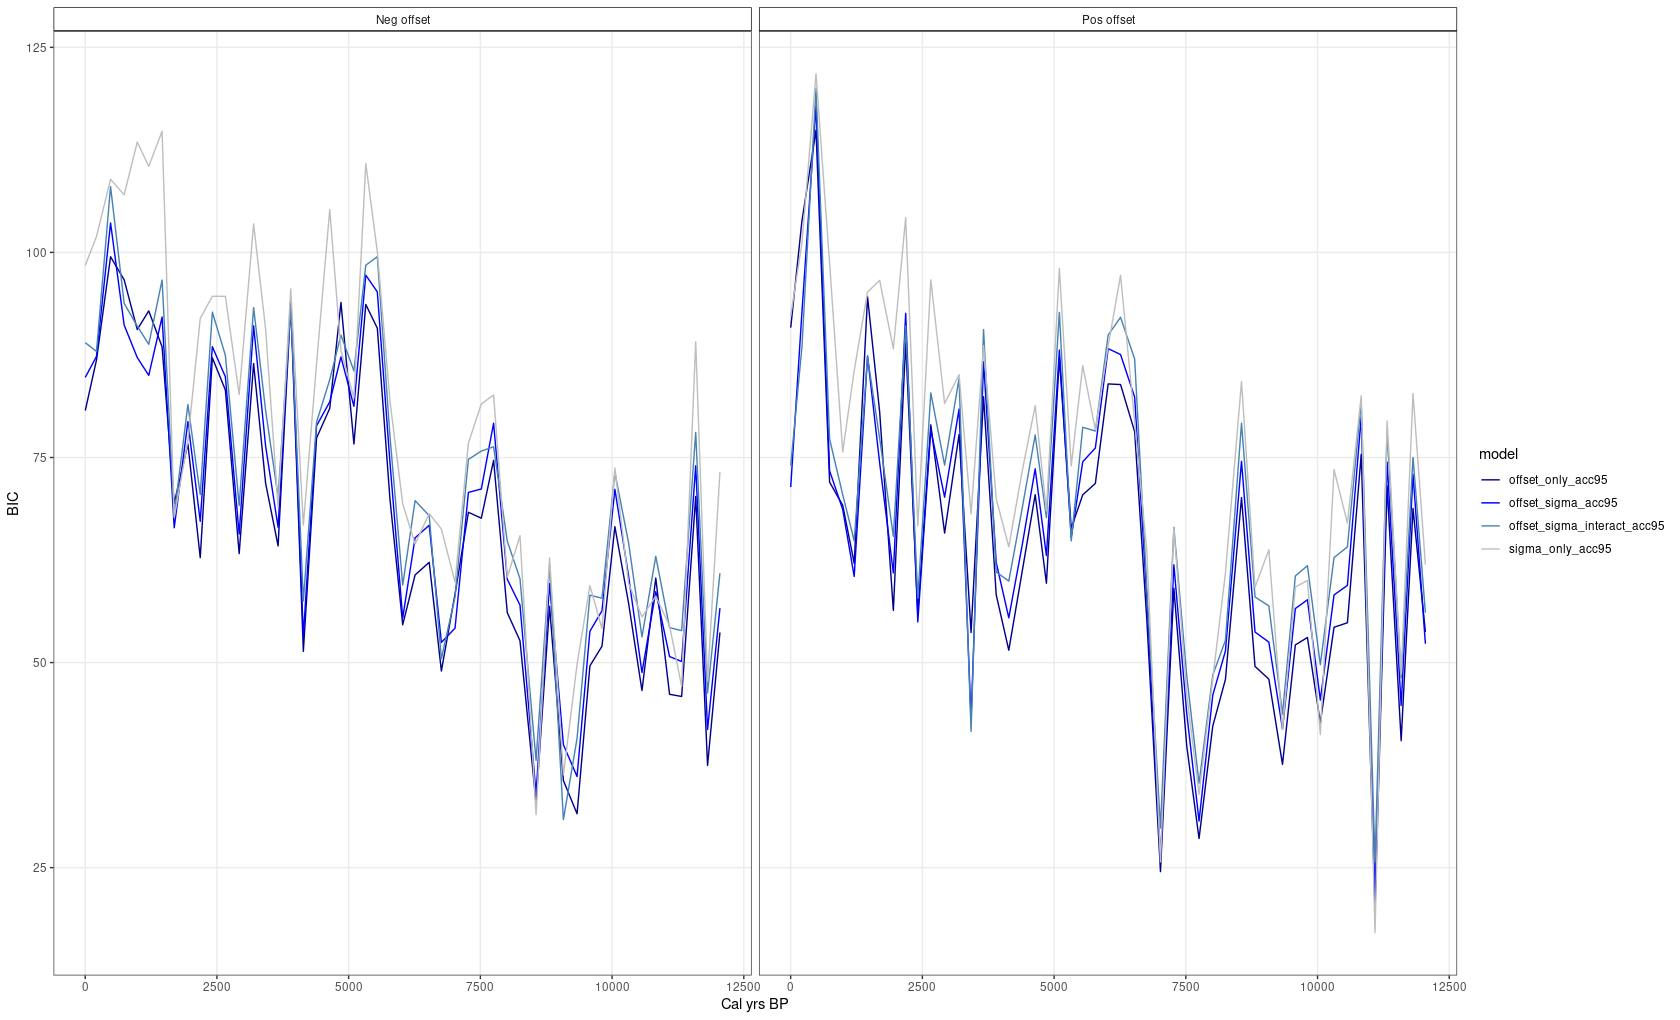 Neg offset
Pos offset
125
100
75
50
25
BIC
0
2500
5000
7500
10000
12500
0
2500
5000
7500
10000
12500
Cal yrs BP
model
offset_only_acc95
offset_sigma_acc95
offset_sigma_interact_acc95
sigma_only_acc95